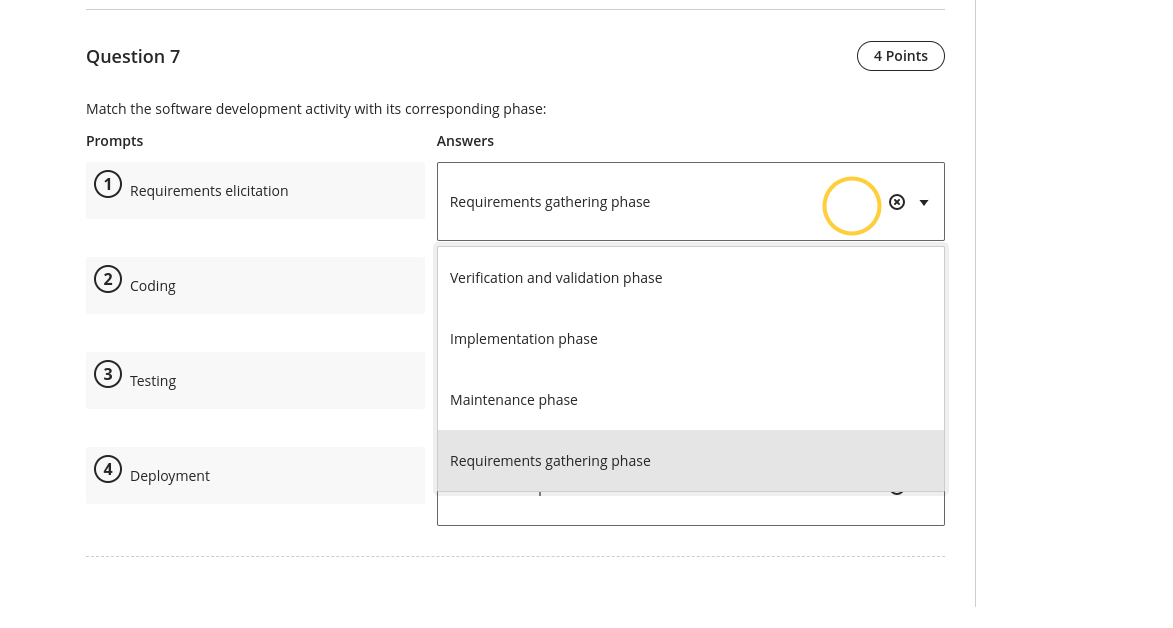 Question 7
4 Points
Match the software development activity with its corresponding phase:
Prompts
Answers
1 Requirements elicitation
Requirements gathering phase
Verification and validation phase
2 Coding
Implementation phase
3 Testing
Maintenance phase
Requirements gathering phase
4 Deployment